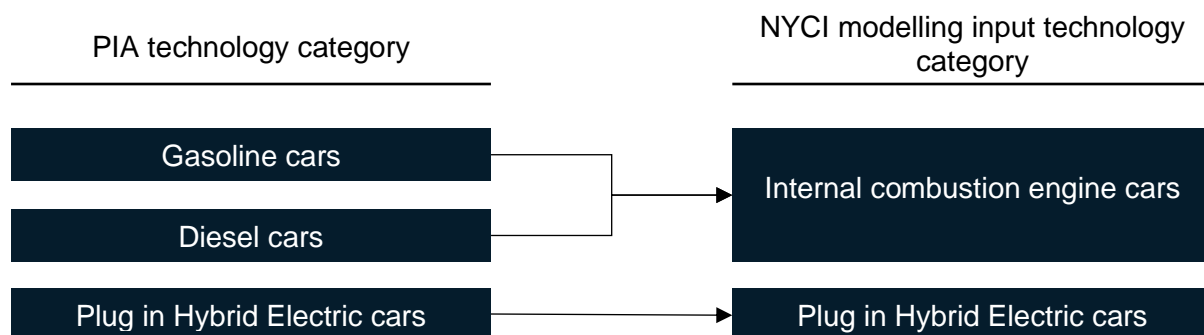 PIA technology category
NYCI modelling input technology
category
Gasoline cars
Internal combustion engine cars
Diesel cars
Plug in Hybrid Electric cars
Plug in Hybrid Electric cars